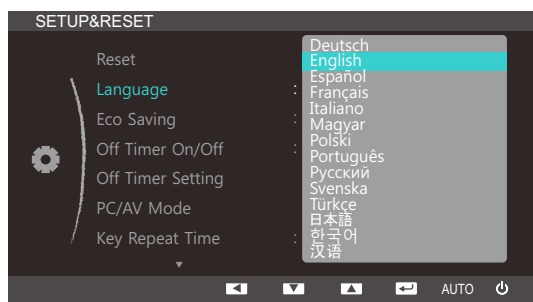 SETUP&RESET
Reset
Language :
Eco Saving :
Off Timer On/Off :
Off Timer Setting
PC/AV Mode
Key Repeat Time :
Deutsch
English
Español
Français
Italiano
Magyar
Polski
Português
Русский
Svenska
Türkçe
日本語
한국어
汉语
AUTO